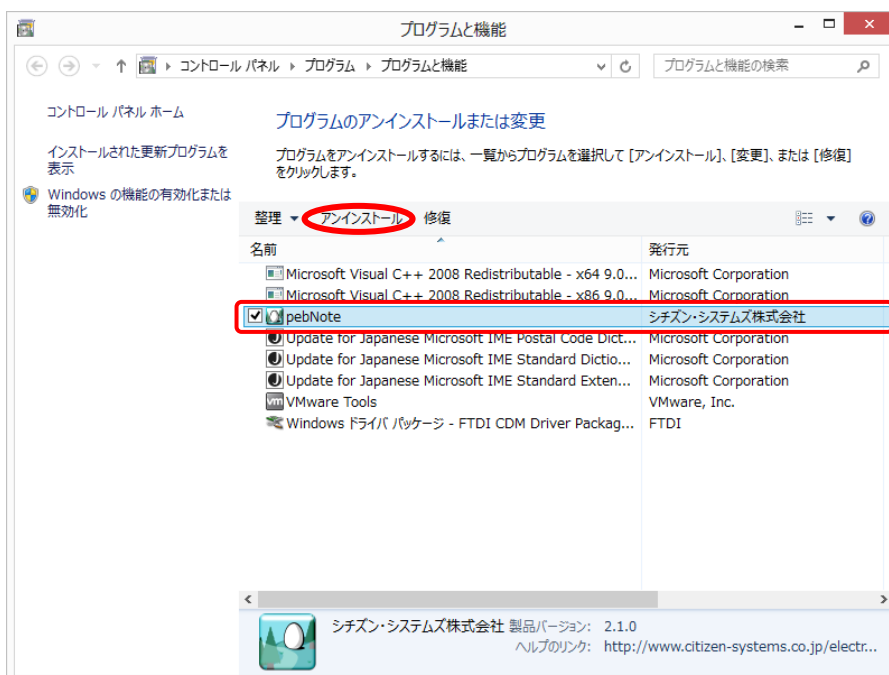 プログラムと機能
コントロール パネル プログラム プログラムと機能
プログラムと機能の検索
コントロール パネル ホーム
インストールされた更新プログラムを
表示
Windows の機能の有効化または
無効化
プログラムのアンインストールまたは変更
プログラムをアンインストールするには、一覧からプログラムを選択して [アンインストール]、[変更]、または [修復]
をクリックします。
整理 アンインストール 修復
名前 発行元
Microsoft Visual C++ 2008 Redistributable - x64 9.0... Microsoft Corporation
Microsoft Visual C++ 2008 Redistributable - x86 9.0... Microsoft Corporation
pebNote シチズン・システムズ株式会社
Update for Japanese Microsoft IME Postal Code Dict... Microsoft Corporation
Update for Japanese Microsoft IME Standard Dictio... Microsoft Corporation
Update for Japanese Microsoft IME Standard Exten... Microsoft Corporation
VMware Tools VMware, Inc.
Windows ドライバ パッケージ - FTDI CDM Driver Packag... FTDI
シチズン・システムズ株式会社 製品バージョン: 2.1.0
ヘルプのリンク: http://www.citizen-systems.co.jp/electr...